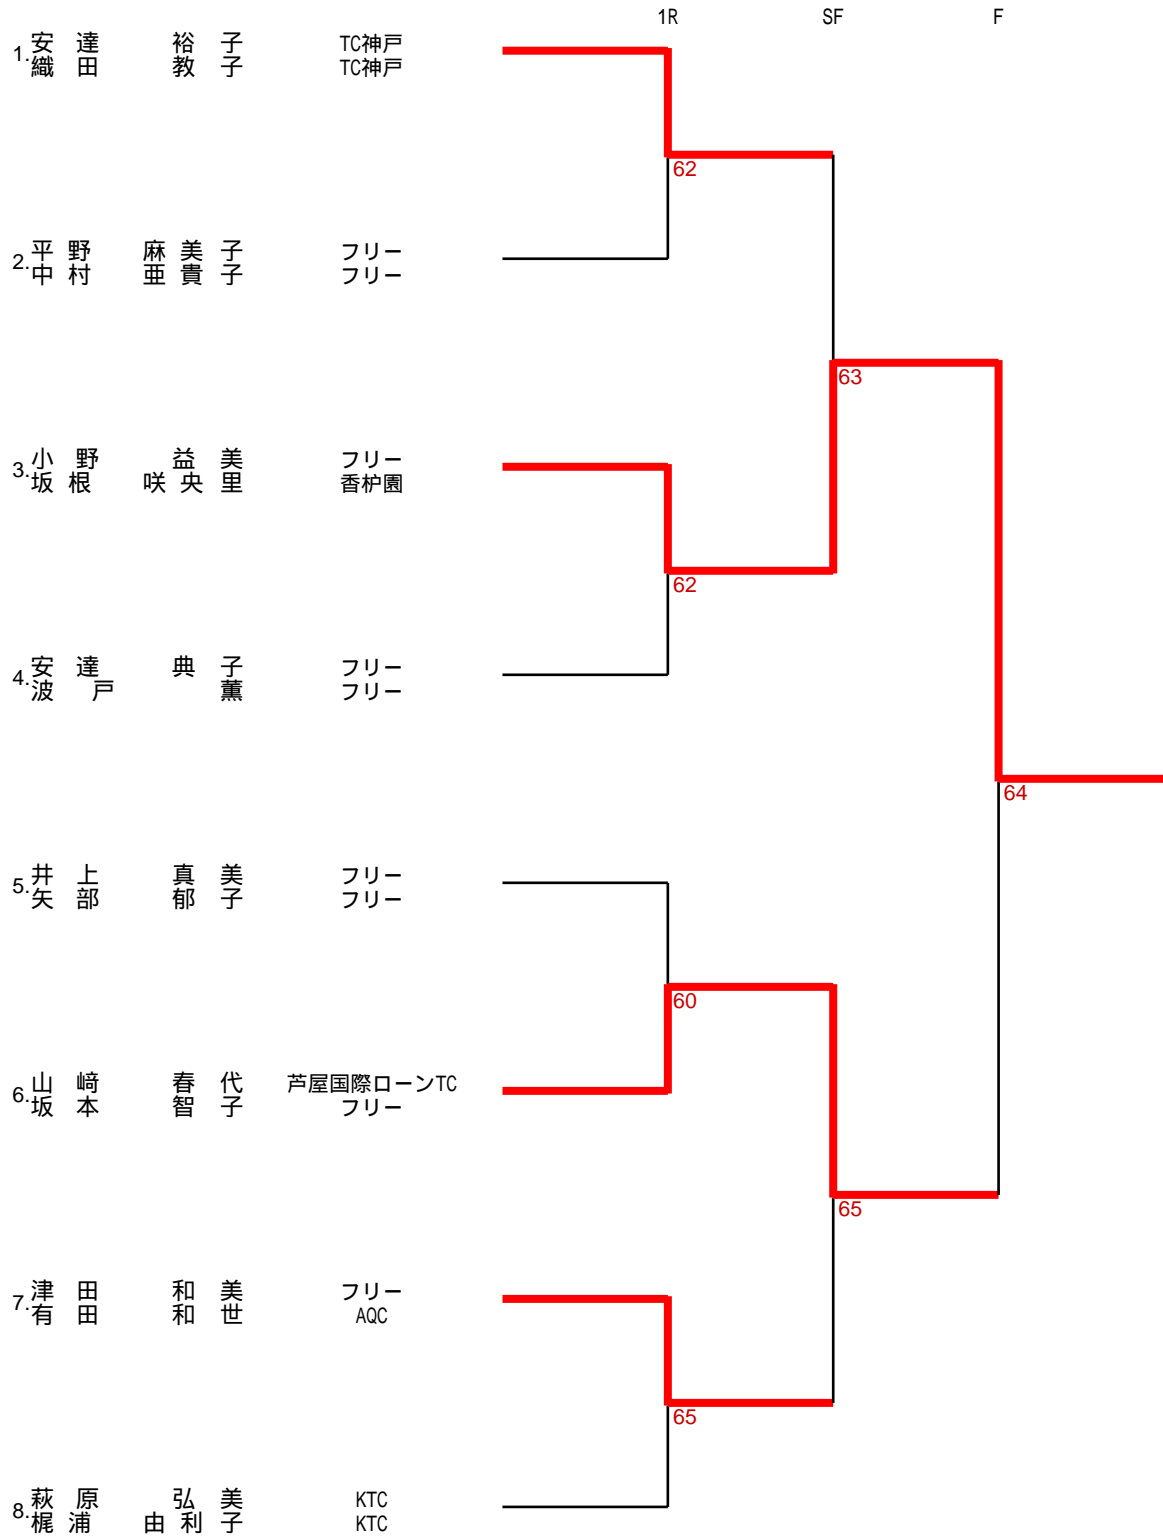 1R SF F
1. 安達 裕子 TC神戸
織田 教子 TC神戸
62
2. 平野 麻美子 フリー
中村 亜貴子 フリー
63
3. 小野 益美 フリー
坂根 咲央里 香枦園
62
4. 安達 典子 フリー
波戸 薫 フリー
64
5. 井上 真美 フリー
矢部 郁子 フリー
60
6. 山﨑 春代 芦屋国際ローンTC
坂本 智子 フリー
65
7. 津田 和美 フリー
有田 和世 AQC
65
8. 萩原 弘美 KTC
梶浦 由利子 KTC